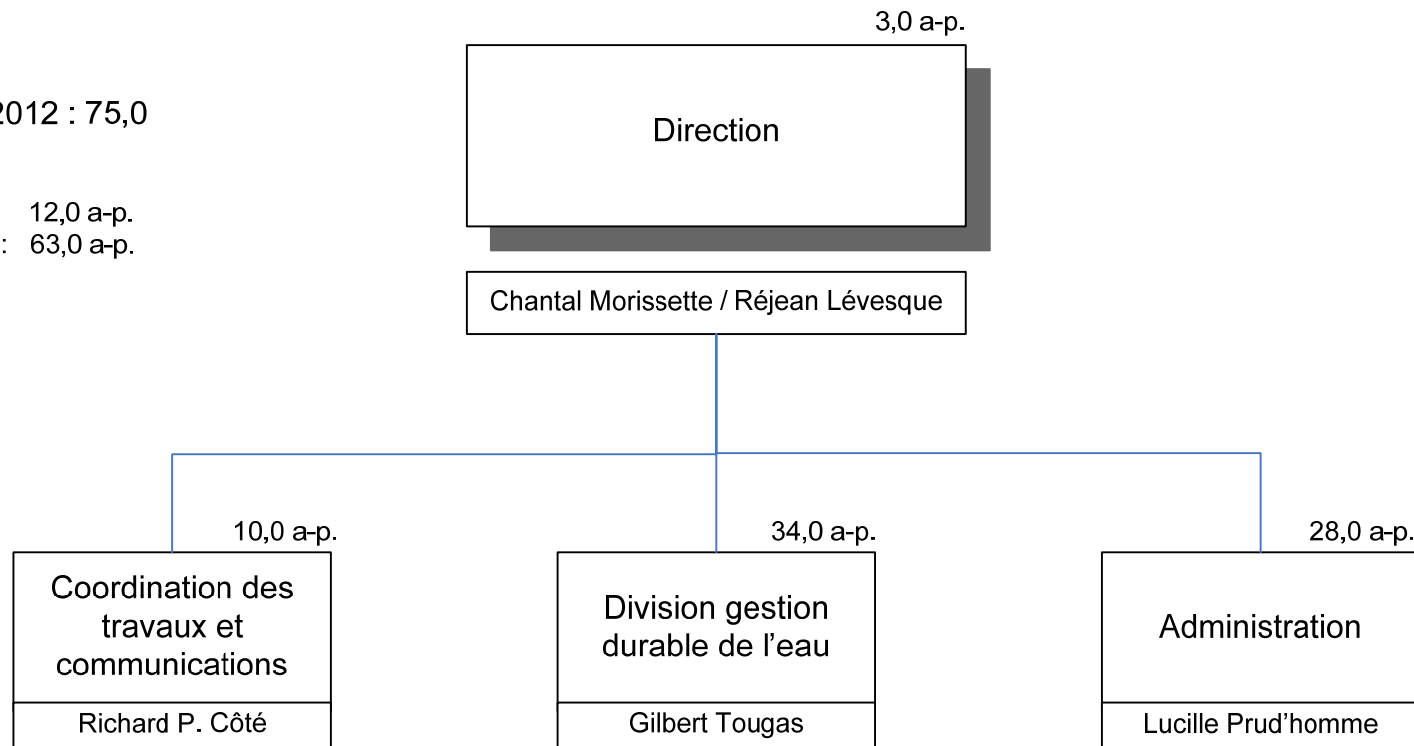 3,0 a-p.
2012 : 75,0
Direction
12,0 a-p.
: 63,0 a-p.
Chantal Morissette / Réjean Lévesque
10,0 a-p.
34,0 a-p.
28,0 a-p.
Coordination des
travaux et
communications
Richard P. Côté
Division gestion
durable de l'eau
Gilbert Tougas
Administration
Lucille Prud'homme